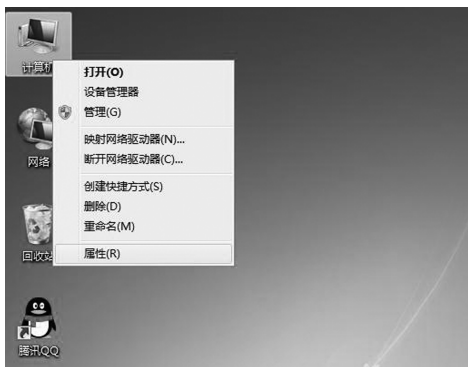 计算机
打开(O)
设备管理器
管理(G)
映射网络驱动器(N)...
断开网络驱动器(C)...
创建快捷方式(S)
删除(D)
重命名(M)
属性(R)
网络
回收站
腾讯QQ